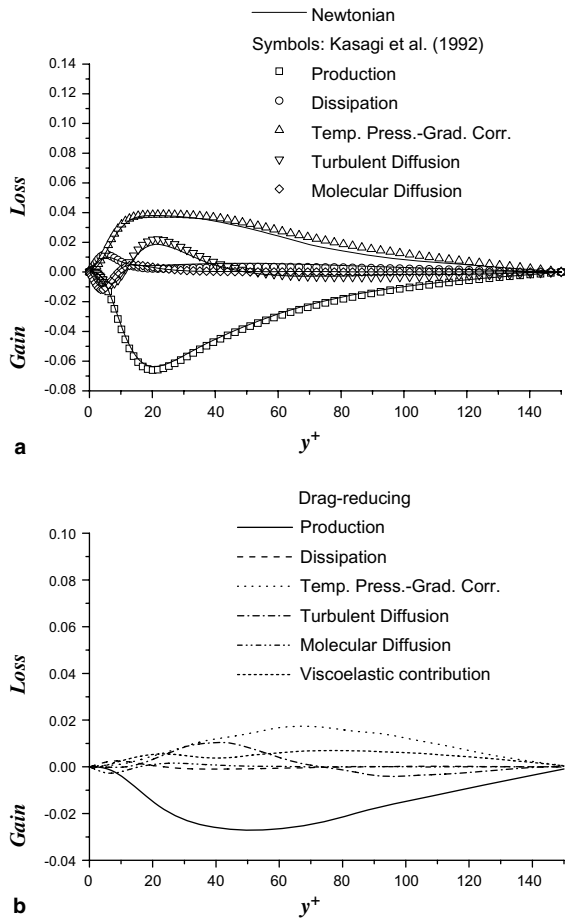 Newtonian
Symbols: Kasagi et al. (1992)
Production
Dissipation
Temp. Press.-Grad. Corr.
Turbulent Diffusion
Molecular Diffusion
Loss
Gain
0.14
0.12
0.10
0.08
0.06
0.04
0.02
0.00
-0.02
-0.04
-0.06
-0.08
0 20 40 60 80 100 120 140
y+
a
Drag-reducing
Production
Dissipation
Temp. Press.-Grad. Corr.
Turbulent Diffusion
Molecular Diffusion
Viscoelastic contribution
Loss
Gain
0.10
0.08
0.06
0.04
0.02
0.00
-0.02
-0.04
0 20 40 60 80 100 120 140
y+
b